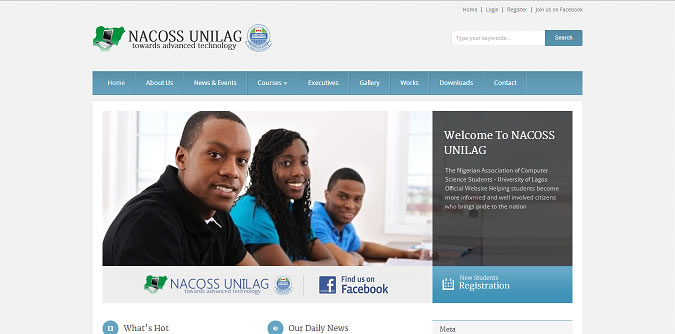 Home | Login | Register | Join us on Facebook
NACOSS UNILAG
towards advanced technology
Type your keywords...
Search
Home
About Us
News & Events
Courses »
Executives
Gallery
Works
Downloads
Contact
Welcome To NACOSS
UNILAG
The Nigerian Association of Computer
Science Students - University of Lagos
Official Website Helping students become
more informed and well involved citizens
who brings pride to the nation
NACOSS UNILAG
towards advanced technology
Find us on
Facebook
New Students
Registration
What's Hot
Our Daily News
Meta